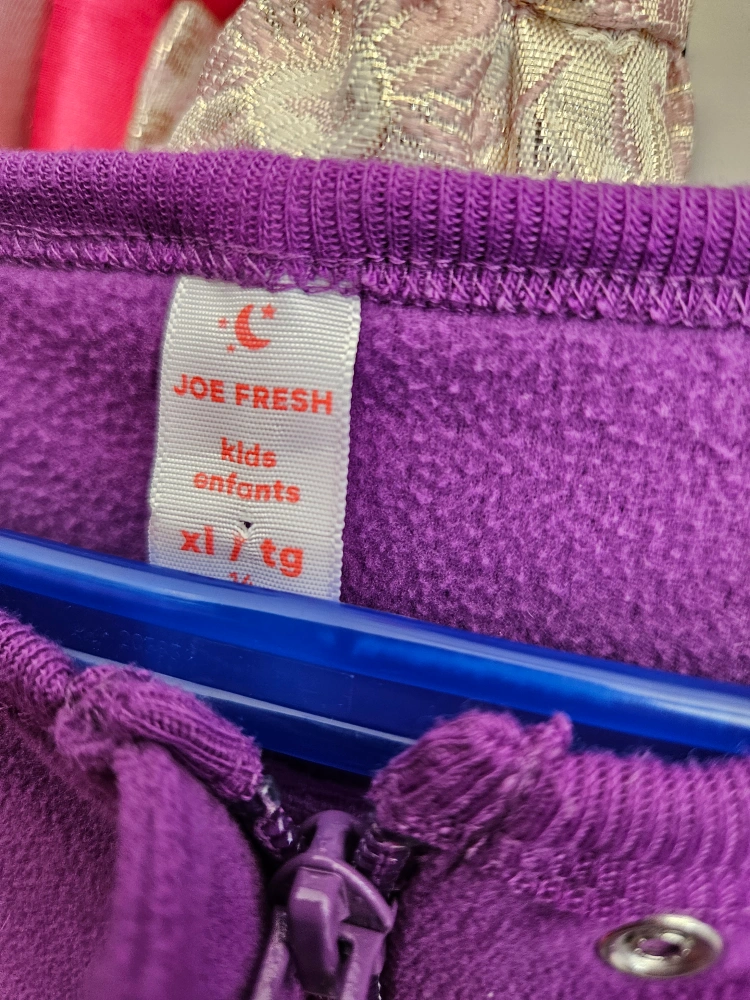 JOE FRESH
kids
enfants
xl / tg